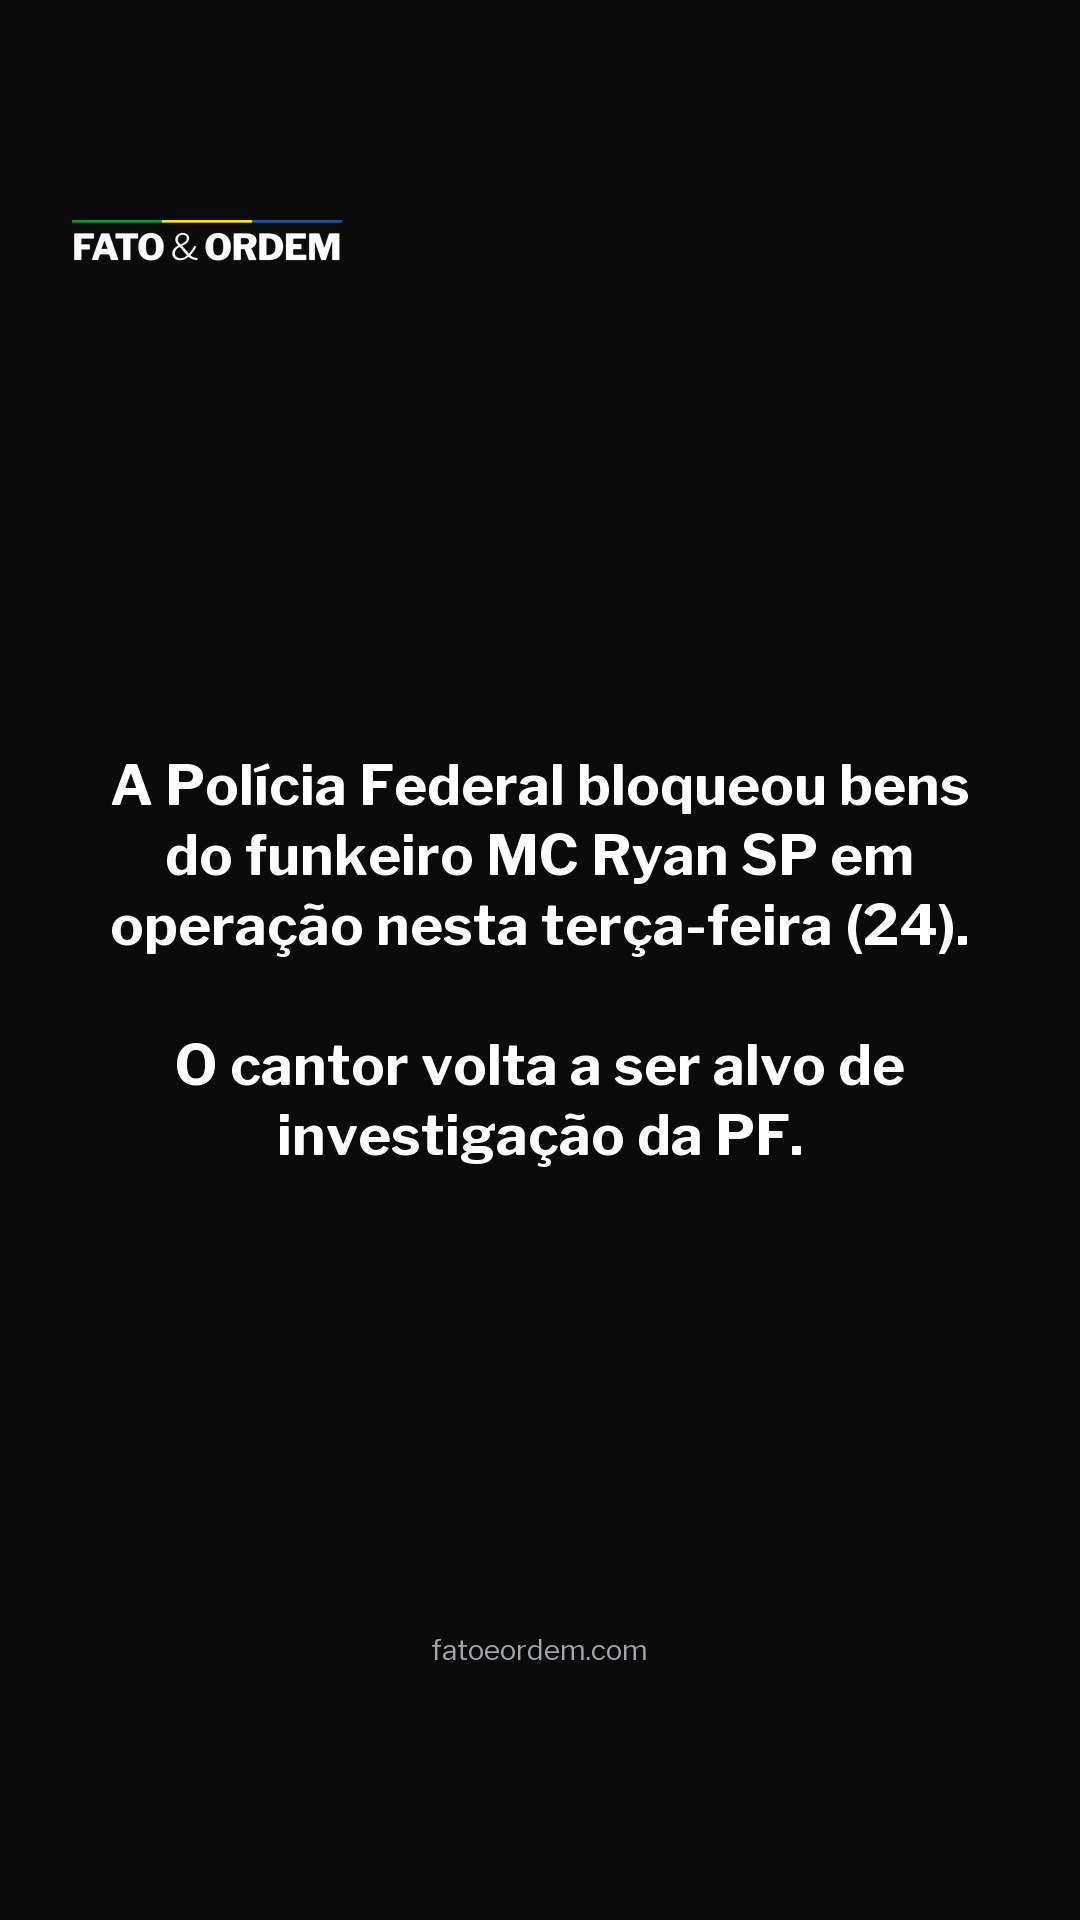 FATO & ORDEM
A Polícia Federal bloqueou bens
do funkeiro MC Ryan SP em
operação nesta terça-feira (24).
O cantor volta a ser alvo de
investigação da PF.
fatoeordem.com